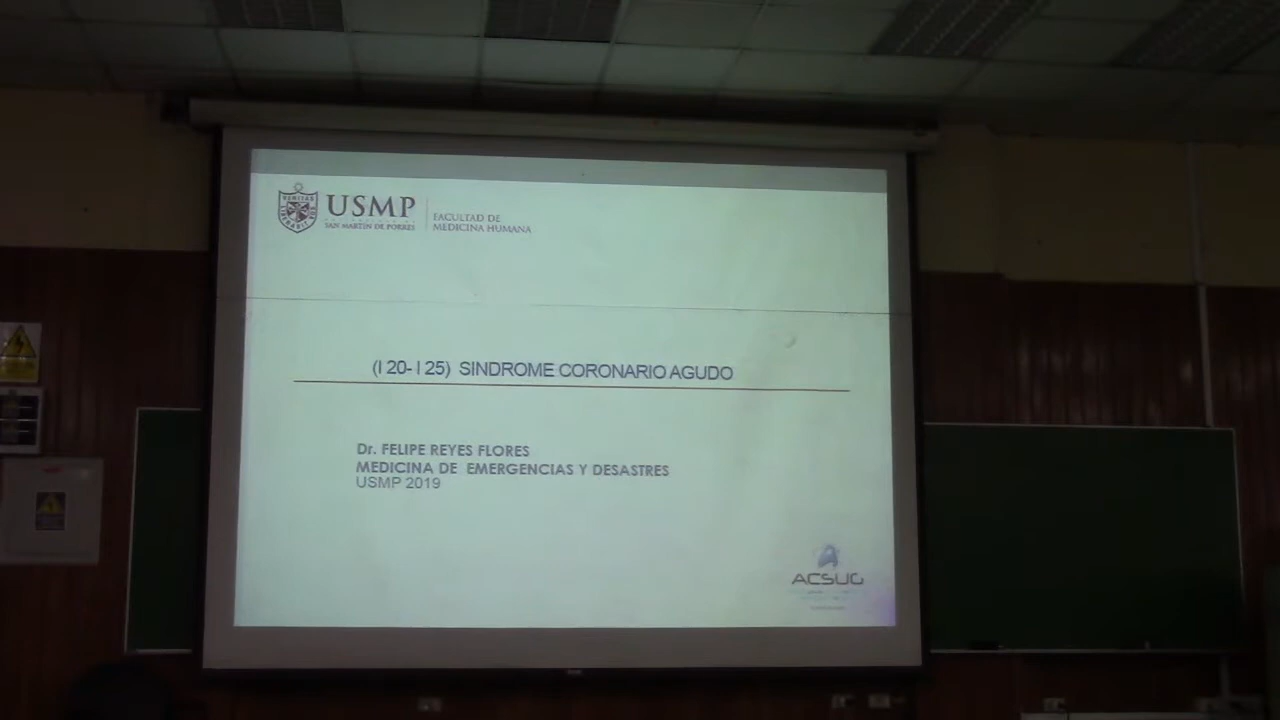 USMP
SAN MARTIN DE PORRES
FACULTAD DE
MEDICINA HUMANA
(I 20- I 25) SINDROME CORONARIO AGUDO
Dr. FELIPE REYES FLORES
MEDICINA DE EMERGENCIAS Y DESASTRES
USMP 2019
ACSUG